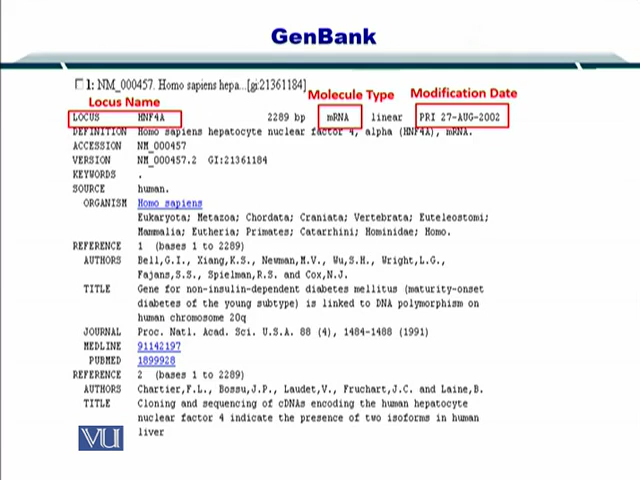 GenBank
1: NM_000457. Homo sapiens hepa...[gi:21361184]
Locus Name
Molecule Type
Modification Date
LOCUS HNF4A 2289 bp mRNA linear PRI 27-AUG-2002
DEFINITION Homo sapiens hepatocyte nuclear factor 4, alpha (HNF4A), mRNA.
ACCESSION NM_000457
VERSION NM_000457.2 GI:21361184
KEYWORDS .
SOURCE human.
ORGANISM Homo sapiens
Eukaryota; Metazoa; Chordata; Craniata; Vertebrata; Euteleostomi;
Mammalia; Eutheria; Primates; Catarrhini; Hominidae; Homo.
REFERENCE 1 (bases 1 to 2289)
AUTHORS Bell,G.I., Xiang,K.S., Newman,M.V., Wu,S.H., Wright,L.G.,
Fajans,S.S., Spielman,R.S. and Cox,N.J.
TITLE Gene for non-insulin-dependent diabetes mellitus (maturity-onset
diabetes of the young subtype) is linked to DNA polymorphism on
human chromosome 20q
JOURNAL Proc. Natl. Acad. Sci. U.S.A. 88 (4), 1484-1488 (1991)
MEDLINE 91142197
PUBMED 1899928
REFERENCE 2 (bases 1 to 2289)
AUTHORS Chartier,F.L., Bossu,J.P., Laudet,V., Fruchart,J.C. and Laine,B.
TITLE Cloning and sequencing of cDNAs encoding the human hepatocyte
nuclear factor 4 indicate the presence of two isoforms in human
liver
VU